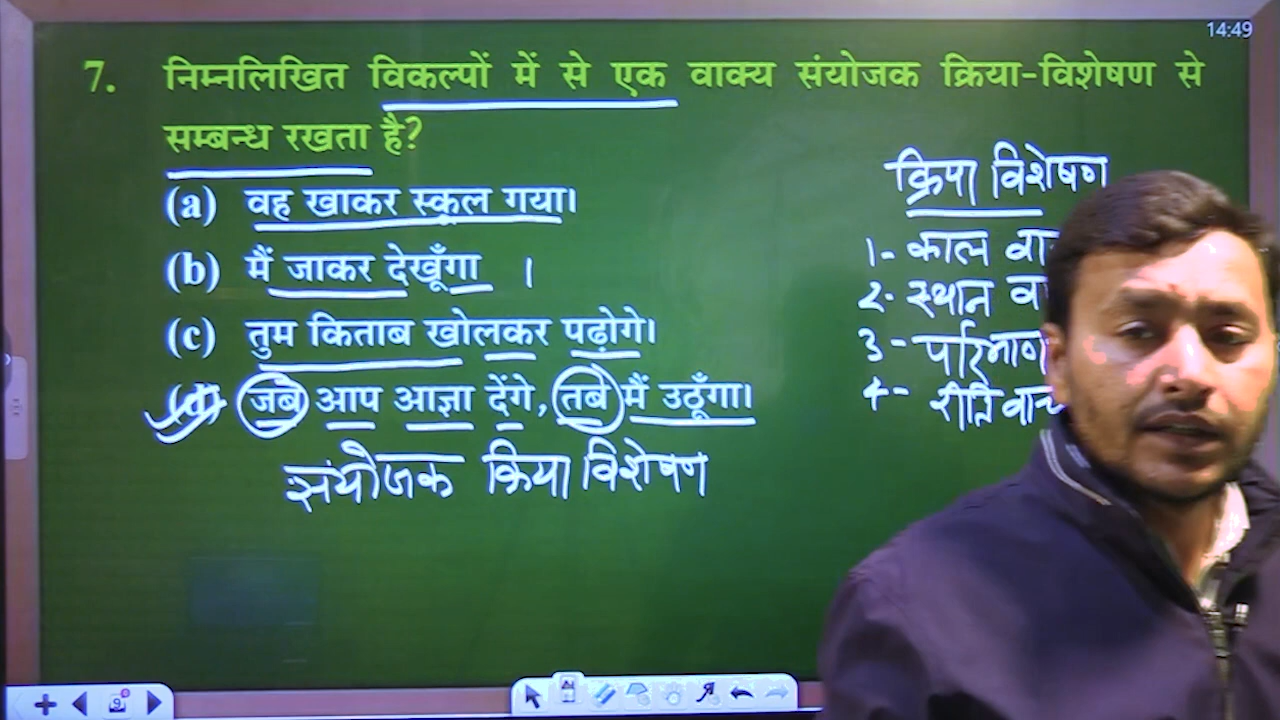 14:49
7. निम्नलिखित विकल्पों में से एक वाक्य संयोजक क्रिया-विशेषण से
सम्बन्ध रखता है?
(a) वह खाकर स्कूल गया।
(b) मैं जाकर देखूँगा ।
(c) तुम किताब खोलकर पढ़ोगे।
(d) जब आप आज्ञा देंगे, तब मैं उठूँगा।
संयोजक क्रिया विशेषण
क्रिया विशेषण
1- काल
2- स्थान
3- परिमाण
4- रीति
9